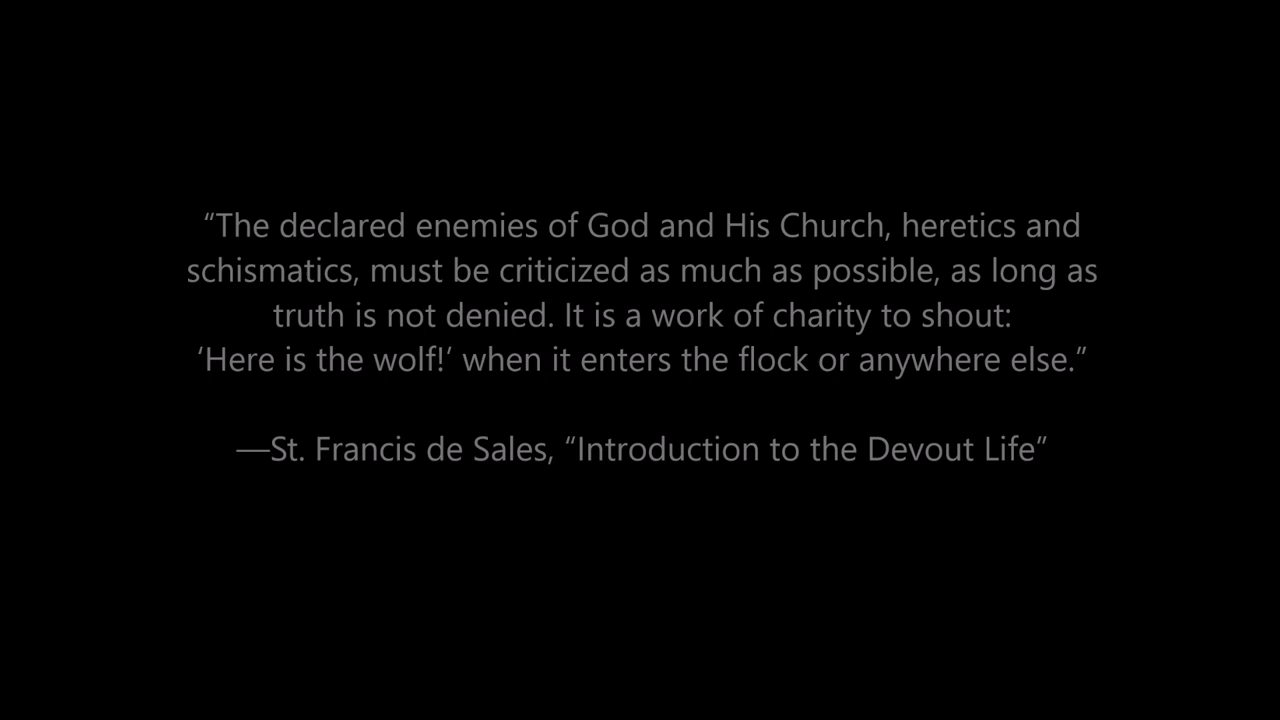 “The declared enemies of God and His Church, heretics and
schismatics, must be criticized as much as possible, as long as
truth is not denied. It is a work of charity to shout:
‘Here is the wolf!’ when it enters the flock or anywhere else.”
—St. Francis de Sales, “Introduction to the Devout Life”